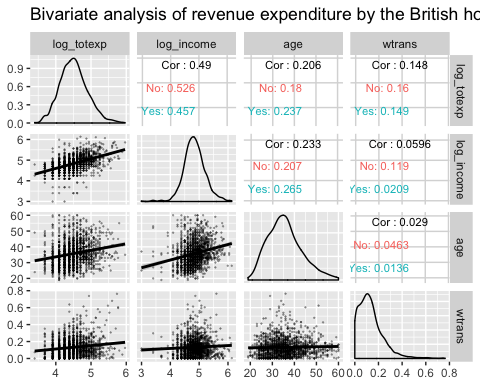 Bivariate analysis of revenue expenditure by the British ho
log_totexp log_income age wtrans
0.9
0.6
0.3
0.0
Cor : 0.49
No: 0.526
Yes: 0.457
Cor : 0.206
No: 0.18
Yes: 0.237
Cor : 0.148
No: 0.16
Yes: 0.149
log_totexp
6
5
4
3
Cor : 0.233
No: 0.207
Yes: 0.265
Cor : 0.0596
No: 0.119
Yes: 0.0209
log_income
60
50
40
30
20
Cor : 0.029
No: 0.0463
Yes: 0.0136
age
0.8
0.6
0.4
0.2
0.0
wtrans
4 5 6 3 4 5 6 20 30 40 50 60 0.0 0.2 0.4 0.6 0.8